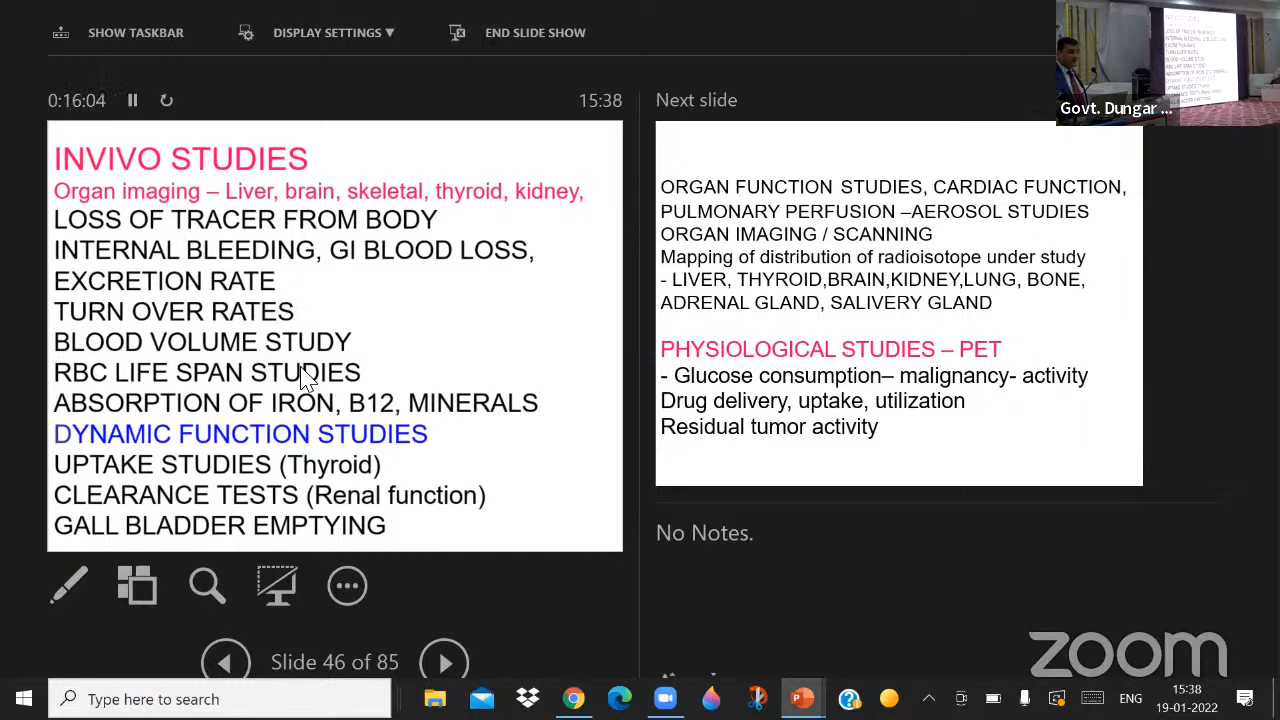 SHOW TASKBAR
DISPLAY SETTINGS ▼
END SLIDE SHOW
0:16:04
15:38
Next slide
Govt. Dungar ...
INVIVO STUDIES
Organ imaging – Liver, brain, skeletal, thyroid, kidney,
LOSS OF TRACER FROM BODY
INTERNAL BLEEDING, GI BLOOD LOSS,
EXCRETION RATE
TURN OVER RATES
BLOOD VOLUME STUDY
RBC LIFE SPAN STUDIES
ABSORPTION OF IRON, B12, MINERALS
DYNAMIC FUNCTION STUDIES
UPTAKE STUDIES (Thyroid)
CLEARANCE TESTS (Renal function)
GALL BLADDER EMPTYING
ORGAN FUNCTION STUDIES, CARDIAC FUNCTION,
PULMONARY PERFUSION –AEROSOL STUDIES
ORGAN IMAGING / SCANNING
Mapping of distribution of radioisotope under study
- LIVER, THYROID,BRAIN,KIDNEY,LUNG, BONE,
ADRENAL GLAND, SALIVERY GLAND
PHYSIOLOGICAL STUDIES – PET
- Glucose consumption– malignancy- activity
Drug delivery, uptake, utilization
Residual tumor activity
No Notes.
Slide 46 of 85
zoom
Type here to search
ENG
15:38
19-01-2022